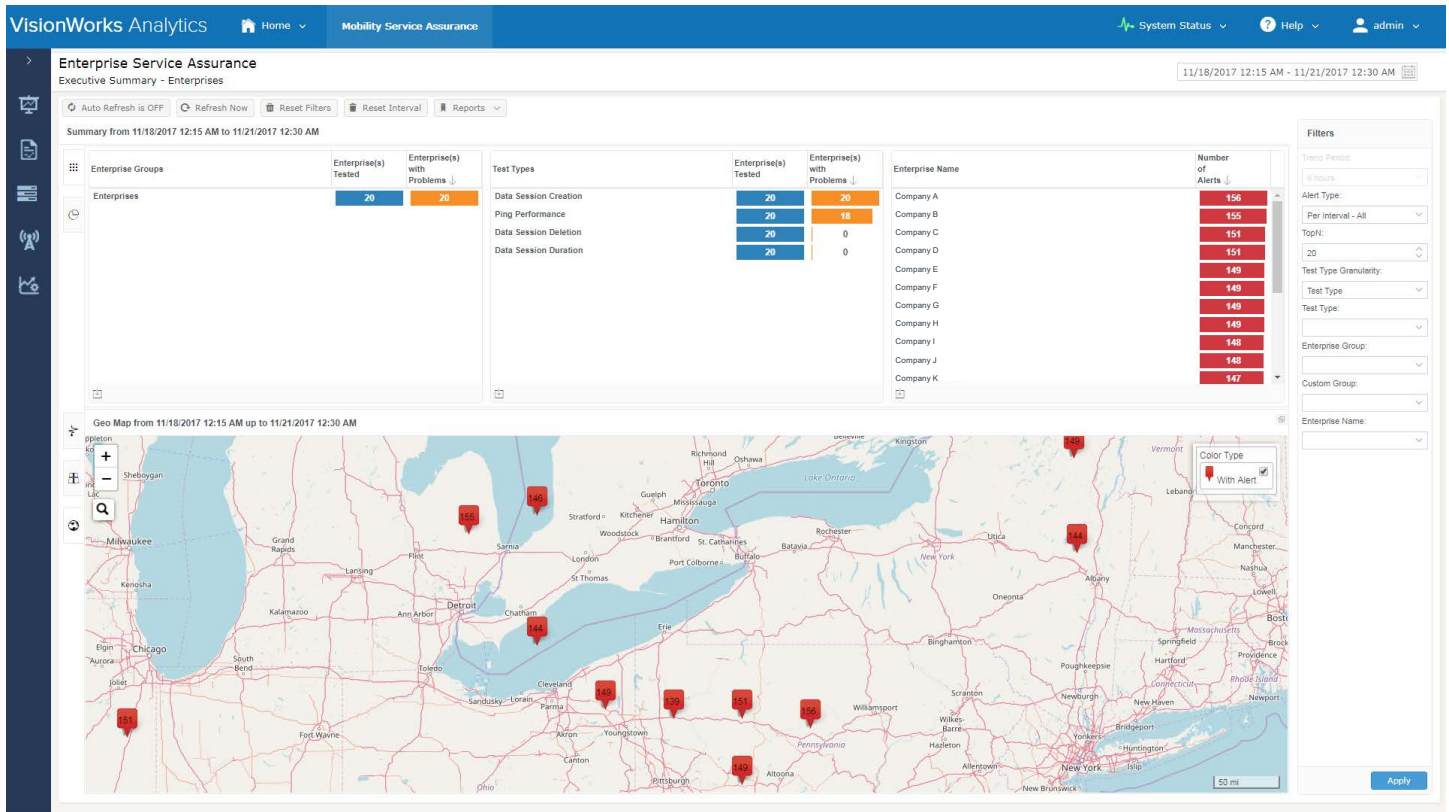 VisionWorks Analytics
Home
Mobility Service Assurance
System Status
Help
admin
Enterprise Service Assurance
Executive Summary - Enterprises
11/18/2017 12:15 AM - 11/21/2017 12:30 AM
Auto Refresh is OFF
Refresh Now
Reset Filters
Reset Interval
Reports
Summary from 11/18/2017 12:15 AM to 11/21/2017 12:30 AM
Enterprise Groups
Enterprise(s) Tested
Enterprise(s) with Problems
Enterprises 20 20
Test Types
Enterprise(s) Tested
Enterprise(s) with Problems
Data Session Creation 20 20
Ping Performance 20 18
Data Session Deletion 20 0
Data Session Duration 20 0
Enterprise Name
Number of Alerts
Company A 156
Company B 155
Company C 151
Company D 151
Company E 149
Company F 149
Company G 149
Company H 149
Company I 148
Company J 148
Company K 147
Filters
Trend Period:
6 hours
Alert Type:
Per Interval - All
TopN:
20
Test Type Granularity:
Test Type
Test Type:
Enterprise Group:
Custom Group:
Enterprise Name:
Apply
Geo Map from 11/18/2017 12:15 AM up to 11/21/2017 12:30 AM
+
−
Color Type
With Alert
ppleton
Sheboygan
Lac
Milwaukee
Kenosha
Elgin
Chicago
Aurora
Joliet
151
Grand Rapids
Lansing
Kalamazoo
South Bend
Fort Wayne
Flint
Ann Arbor
Detroit
Toledo
155
146
Sarnia
Chatham
144
Sandusky
Lorain
Cleveland
Parma
Akron
Canton
Youngstown
149
139
151
156
149
Pittsburgh
Altoona
Ohio
Pennsylvania
Stratford
Kitchener
Guelph
Mississauga
Woodstock
Brantford
Hamilton
London
St Thomas
St. Catharines
Port Colborne
Buffalo
Erie
Richmond Hill
Oshawa
Toronto
Belleville
Kingston
Lake Ontario
Batavia
Rochester
New York
Utica
149
144
Vermont
Lebanon
Concord
Manchester
Nashua
Lowell
Bost
Massachusetts
Brock
Albany
Oneonta
Binghamton
Springfield
Hartford
Providence
Connecticut
Rhode Island
Newport
New Haven
Poughkeepsie
Newburgh
Bridgeport
Yonkers
Huntington
New York
Islip
New Brunswick
Scranton
Wilkes-Barre
Hazleton
Allentown
Williamsport
50 mi